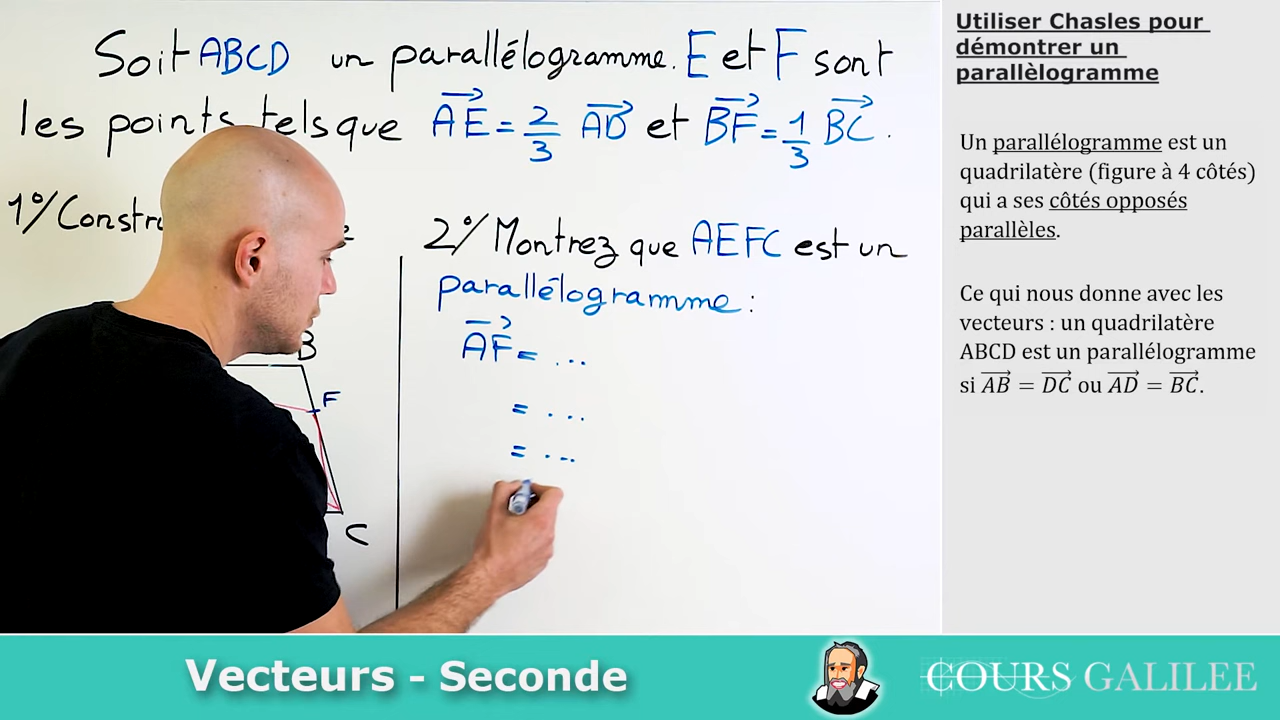 Soit ABCD un parallélogramme. E et F sont
les points tels que AE = 2/3 AD et BF = 1/3 BC.
1°/ Constr
2°/ Montrez que AEFC est un
parallélogramme :
AF = ...
= ...
= ...
B
F
C
Utiliser Chasles pour
démontrer un
parallèlogramme
Un parallélogramme est un
quadrilatère (figure à 4 côtés)
qui a ses côtés opposés
parallèles.
Ce qui nous donne avec les
vecteurs : un quadrilatère
ABCD est un parallélogramme
si AB = DC ou AD = BC.
Vecteurs - Seconde
COURS GALILEE